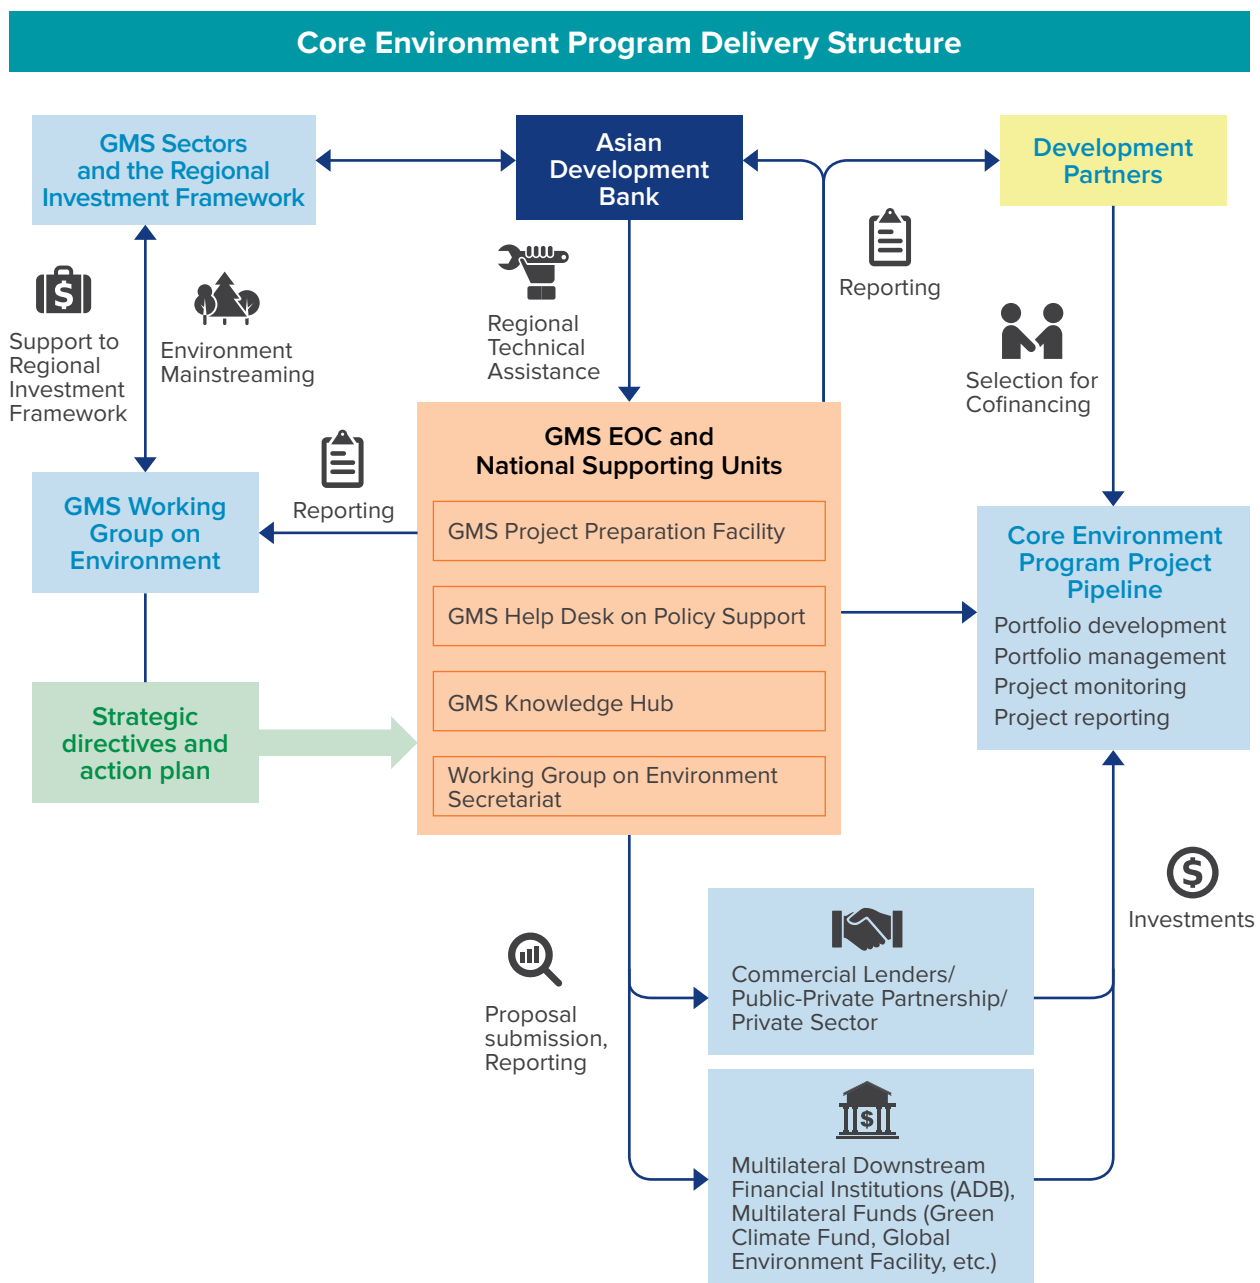 Core Environment Program Delivery Structure
GMS Sectors
and the Regional
Investment Framework
Asian
Development
Bank
Development
Partners
Support to
Regional
Investment
Framework
Environment
Mainstreaming
Regional
Technical
Assistance
Reporting
Selection for
Cofinancing
GMS Working
Group on
Environment
Reporting
GMS EOC and
National Supporting Units
GMS Project Preparation Facility
GMS Help Desk on Policy Support
GMS Knowledge Hub
Working Group on Environment
Secretariat
Core Environment
Program Project
Pipeline
Portfolio development
Portfolio management
Project monitoring
Project reporting
Strategic
directives and
action plan
Proposal
submission,
Reporting
Commercial Lenders/
Public-Private Partnership/
Private Sector
Investments
Multilateral Downstream
Financial Institutions (ADB),
Multilateral Funds (Green
Climate Fund, Global
Environment Facility, etc.)
$
$
$